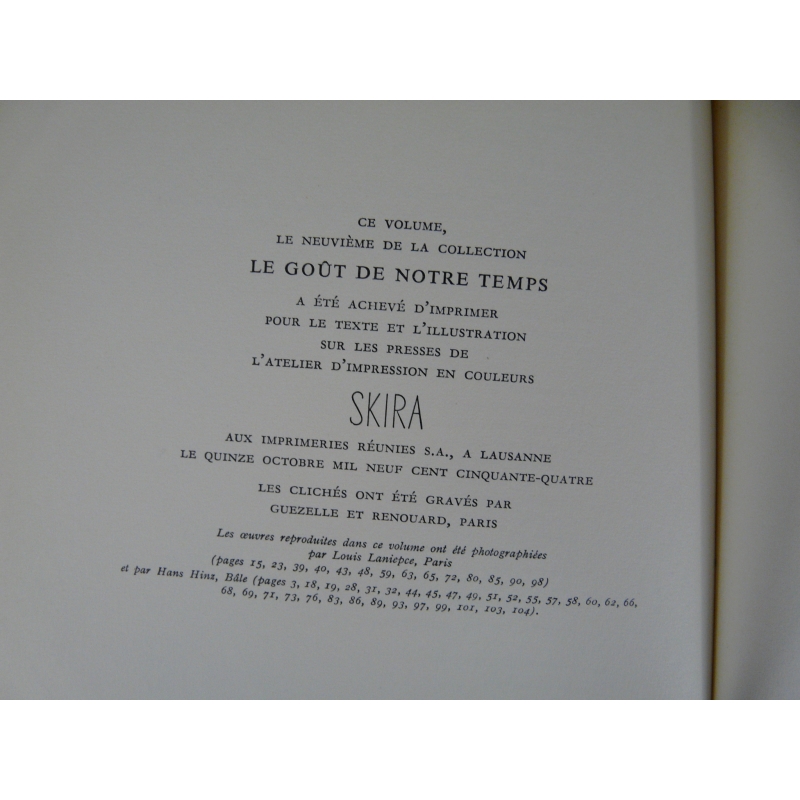 CE VOLUME,
LE NEUVIÈME DE LA COLLECTION
LE GOÛT DE NOTRE TEMPS
A ÉTÉ ACHEVÉ D'IMPRIMER
POUR LE TEXTE ET L'ILLUSTRATION
SUR LES PRESSES DE
L'ATELIER D'IMPRESSION EN COULEURS
SKIRA
AUX IMPRIMERIES RÉUNIES S.A., A LAUSANNE
LE QUINZE OCTOBRE MIL NEUF CENT CINQUANTE-QUATRE
LES CLICHÉS ONT ÉTÉ GRAVÉS PAR
GUEZELLE ET RENOUARD, PARIS
Les œuvres reproduites dans ce volume ont été photographiées
par Louis Laniepce, Paris
(pages 15, 23, 39, 40, 43, 48, 59, 63, 65, 72, 80, 85, 90, 98)
et par Hans Hinz, Bâle (pages 3, 18, 19, 28, 31, 32, 44, 45, 47, 49, 51, 52, 55, 57, 58, 60, 62, 66,
68, 69, 71, 73, 76, 83, 86, 89, 93, 97, 99, 101, 103, 104).